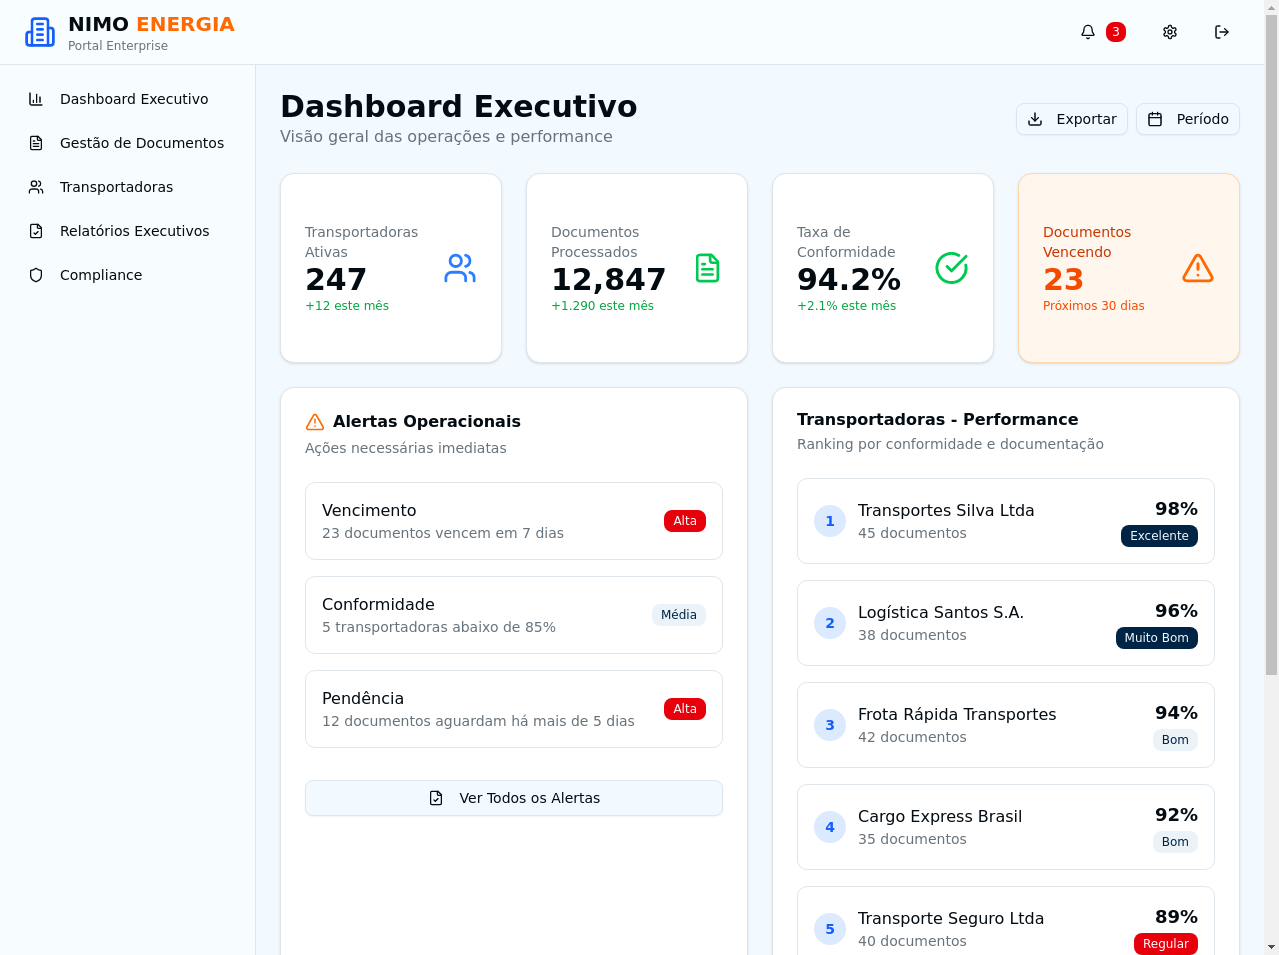 NIMO ENERGIA
Portal Enterprise
3
Dashboard Executivo
Gestão de Documentos
Transportadoras
Relatórios Executivos
Compliance
Dashboard Executivo
Visão geral das operações e performance
Exportar
Período
Transportadoras
Ativas
247
+12 este mês
Documentos
Processados
12,847
+1.290 este mês
Taxa de
Conformidade
94.2%
+2.1% este mês
Documentos
Vencendo
23
Próximos 30 dias
Alertas Operacionais
Ações necessárias imediatas
Vencimento
23 documentos vencem em 7 dias
Alta
Conformidade
5 transportadoras abaixo de 85%
Média
Pendência
12 documentos aguardam há mais de 5 dias
Alta
Ver Todos os Alertas
Transportadoras - Performance
Ranking por conformidade e documentação
1
Transportes Silva Ltda
45 documentos
98%
Excelente
2
Logística Santos S.A.
38 documentos
96%
Muito Bom
3
Frota Rápida Transportes
42 documentos
94%
Bom
4
Cargo Express Brasil
35 documentos
92%
Bom
5
Transporte Seguro Ltda
40 documentos
89%
Regular